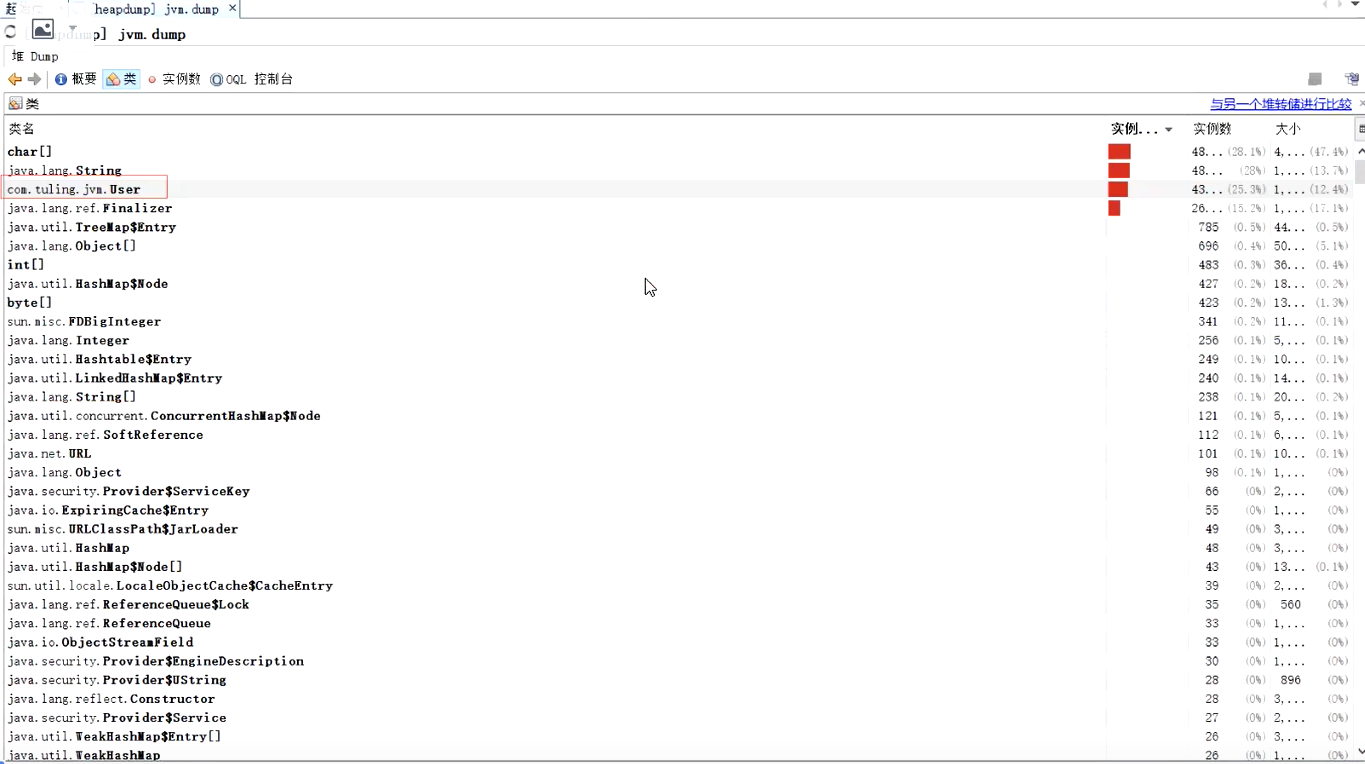 [heapdump] jvm.dump
jvm.dump
堆 Dump
概要 类 实例数 OQL 控制台
类 与另一个堆转储进行比较
类名 实例... 实例数 大小
char[] 48... (28.1%) 4,... (47.4%)
java.lang.String 48... (28%) 1,... (13.7%)
com.tuling.jvm.User 43... (25.3%) 1,... (12.4%)
java.lang.ref.Finalizer 26... (15.2%) 1,... (17.1%)
java.util.TreeMap$Entry 785 (0.5%) 44... (0.5%)
java.lang.Object[] 696 (0.4%) 50... (5.1%)
int[] 483 (0.3%) 36... (0.4%)
java.util.HashMap$Node 427 (0.2%) 18... (0.2%)
byte[] 423 (0.2%) 13... (1.3%)
sun.misc.FDBigInteger 341 (0.2%) 11... (0.1%)
java.lang.Integer 256 (0.1%) 5,... (0.1%)
java.util.Hashtable$Entry 249 (0.1%) 10... (0.1%)
java.util.LinkedHashMap$Entry 240 (0.1%) 14... (0.1%)
java.lang.String[] 238 (0.1%) 20... (0.2%)
java.util.concurrent.ConcurrentHashMap$Node 121 (0.1%) 5,... (0.1%)
java.lang.ref.SoftReference 112 (0.1%) 6,... (0.1%)
java.net.URL 101 (0.1%) 10... (0.1%)
java.lang.Object 98 (0.1%) 1,... (0%)
java.security.Provider$ServiceKey 66 (0%) 2,... (0%)
java.io.ExpiringCache$Entry 55 (0%) 1,... (0%)
sun.misc.URLClassPath$JarLoader 49 (0%) 3,... (0%)
java.util.HashMap 48 (0%) 3,... (0%)
java.util.HashMap$Node[] 43 (0%) 13... (0.1%)
sun.util.locale.LocaleObjectCache$CacheEntry 39 (0%) 2,... (0%)
java.lang.ref.ReferenceQueue$Lock 35 (0%) 560 (0%)
java.lang.ref.ReferenceQueue 33 (0%) 1,... (0%)
java.io.ObjectStreamField 33 (0%) 1,... (0%)
java.security.Provider$EngineDescription 30 (0%) 1,... (0%)
java.security.Provider$UString 28 (0%) 896 (0%)
java.lang.reflect.Constructor 28 (0%) 3,... (0%)
java.security.Provider$Service 27 (0%) 2,... (0%)
java.util.WeakHashMap$Entry[] 26 (0%) 3,... (0%)
java.util.WeakHashMap 26 (0%) 1,... (0%)